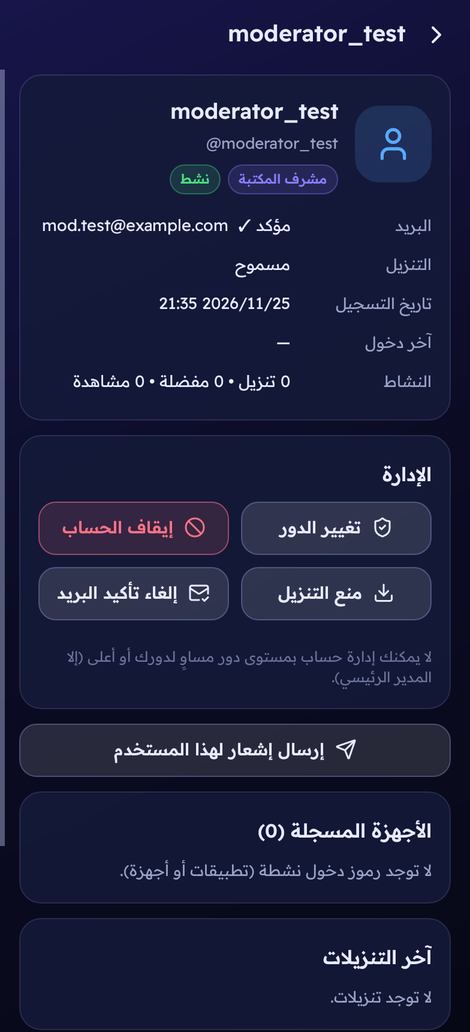 moderator_test
moderator_test
@moderator_test
مشرف المكتبة نشط
البريد mod.test@example.com ✓ مؤكد
التنزيل مسموح
تاريخ التسجيل 2026/11/25 21:35
آخر دخول —
النشاط 0 تنزيل • 0 مفضلة • 0 مشاهدة
الإدارة
تغيير الدور إيقاف الحساب
منع التنزيل إلغاء تأكيد البريد
لا يمكنك إدارة حساب بمستوى دور مساوٍ لدورك أو أعلى (إلا
المدير الرئيسي).
إرسال إشعار لهذا المستخدم
الأجهزة المسجلة (0)
لا توجد رموز دخول نشطة (تطبيقات أو أجهزة).
آخر التنزيلات
لا توجد تنزيلات.